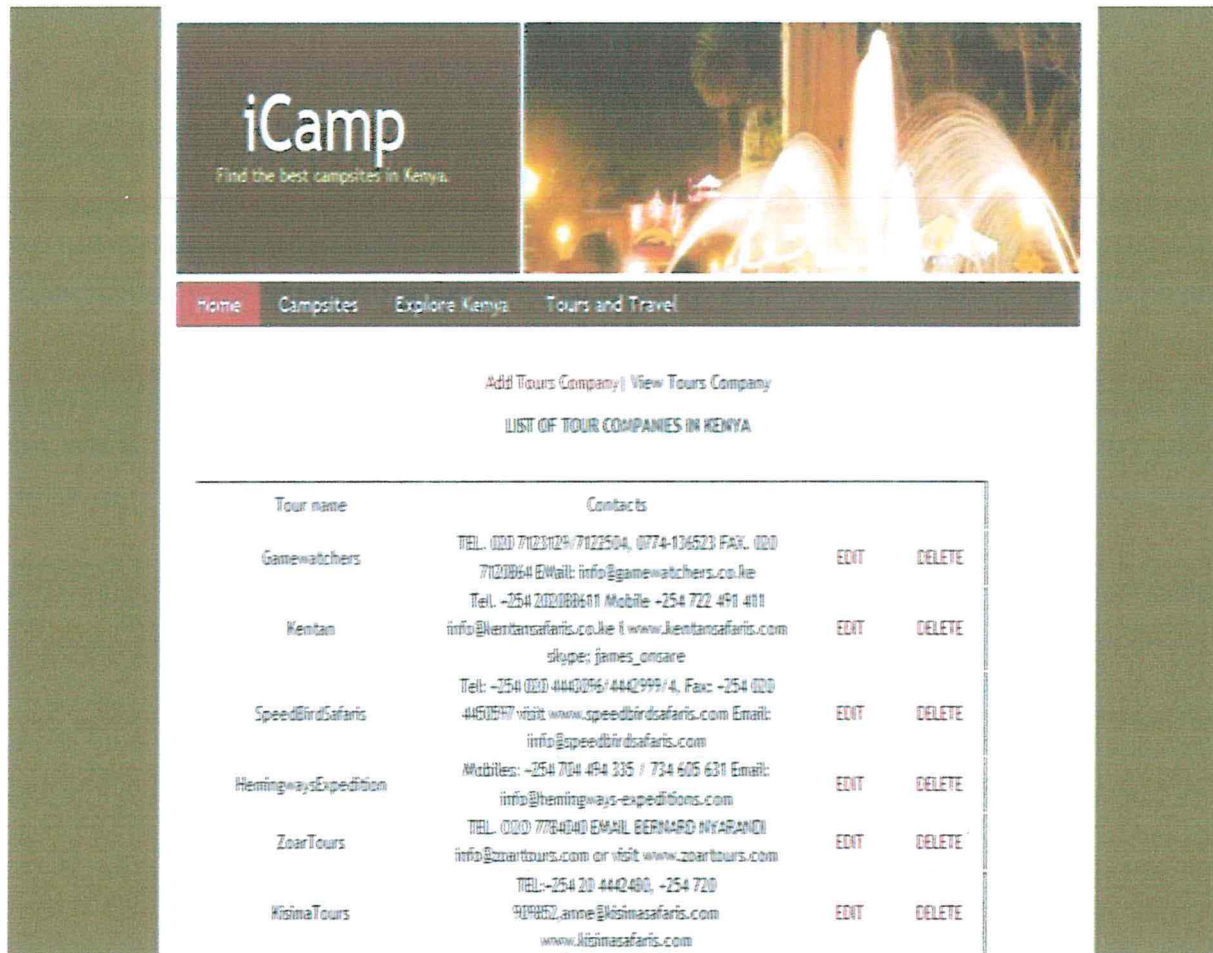 iCamp
Find the best campsites in Kenya.
Home Campsites Explore Kenya Tours and Travel
Add Tours Company| View Tours Company
LIST OF TOUR COMPANIES IN KENYA
Tour name Contacts
Gamewatchers TEL. 020 7123129/7122504, 0774-136523 FAX. 020 EDIT DELETE
7120864 EMail: info@gamewatchers.co.ke
Kentan Tel. +254 202088611 Mobile +254 722 491 411 EDIT DELETE
info@kentansafaris.co.ke www.kentansafaris.com
skype: james_onsare
SpeedBirdSafaris Tel: +254 020 4443096/4442999/4, Fax: +254 020 EDIT DELETE
4450597 visit www.speedbirdsafaris.com Email:
info@speedbirdsafaris.com
HemingwaysExpedition Mobiles: +254 704 494 335 / 734 605 631 Email: EDIT DELETE
info@hemingways-expeditions.com
ZoarTours TEL. (020) 7784040 EMAIL BERNARD NYARANDI EDIT DELETE
info@zoartours.com or visit www.zoartours.com
KisimaTours TEL:+254 20 4442480, +254 720 EDIT DELETE
909852,anne@kisimasafaris.com
www.kisimasafaris.com